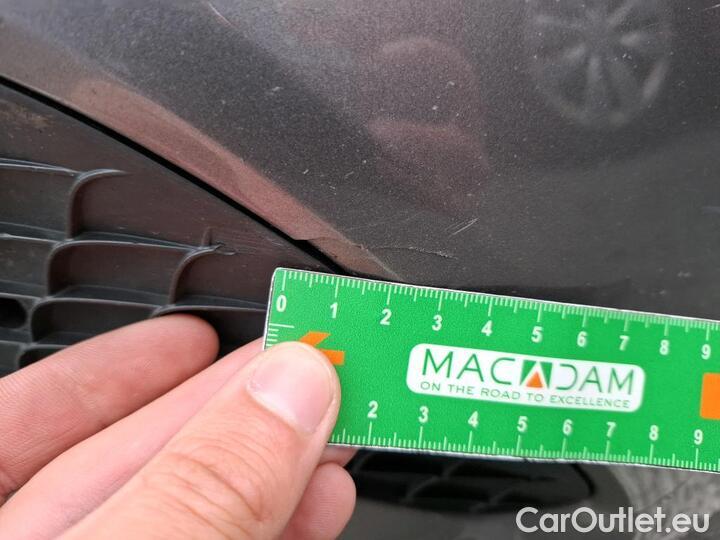 0 1 2 3 4 5 6 7 8 9
MACADAM
ON THE ROAD TO EXCELLENCE
2 3 4 5 6 7 8 9
CarOutlet.eu